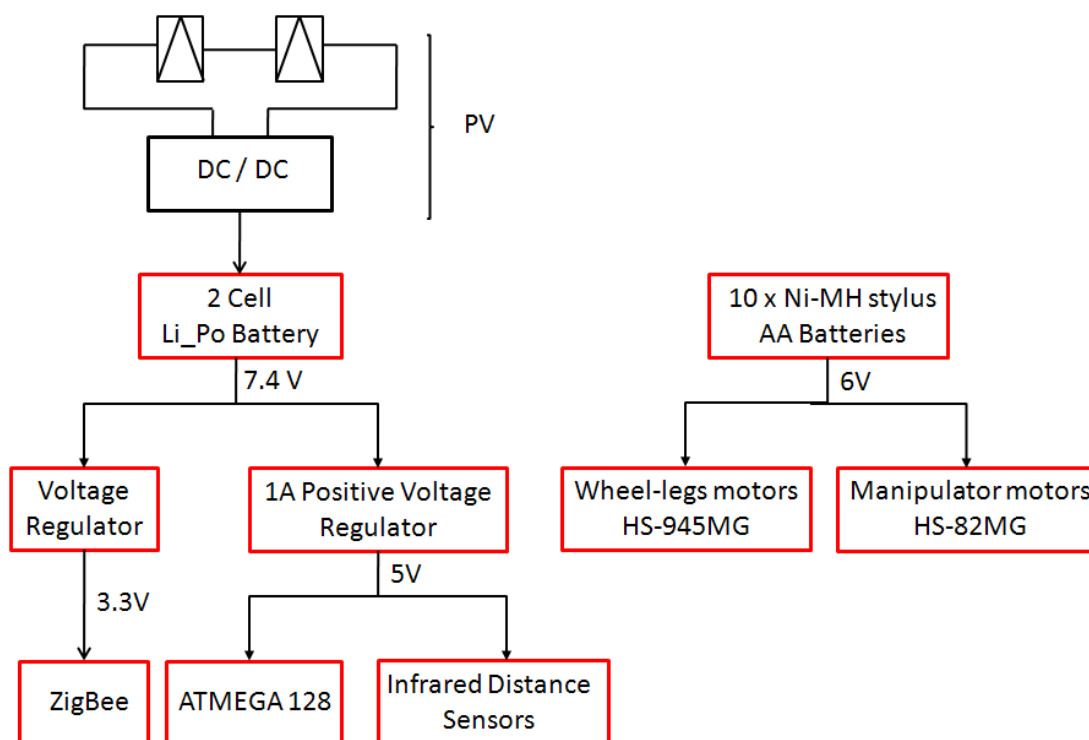 PV
DC / DC
2 Cell
Li_Po Battery
10 x Ni-MH stylus
AA Batteries
7.4 V
6V
Voltage
Regulator
1A Positive Voltage
Regulator
Wheel-legs motors
HS-945MG
Manipulator motors
HS-82MG
3.3V
5V
ZigBee
ATMEGA 128
Infrared Distance
Sensors